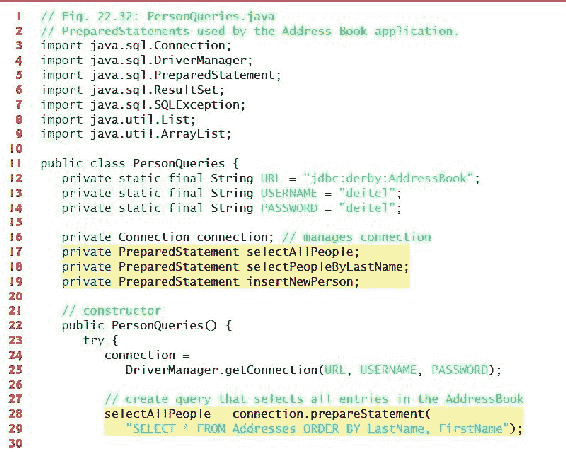 1 // Fig. 22.32: PersonQueries.java
2 // PreparedStatements used by the Address Book application.
3 import java.sql.Connection;
4 import java.sql.DriverManager;
5 import java.sql.PreparedStatement;
6 import java.sql.ResultSet;
7 import java.sql.SQLException;
8 import java.util.List;
9 import java.util.ArrayList;
10
11 public class PersonQueries {
12 private static final String URL = "jdbc:derby:AddressBook";
13 private static final String USERNAME = "deitel";
14 private static final String PASSWORD = "deitel";
15
16 private Connection connection; // manages connection
17 private PreparedStatement selectAllPeople;
18 private PreparedStatement selectPeopleByLastName;
19 private PreparedStatement insertNewPerson;
20
21 // constructor
22 public PersonQueries() {
23 try {
24 connection =
25 DriverManager.getConnection(URL, USERNAME, PASSWORD);
26
27 // create query that selects all entries in the AddressBook
28 selectAllPeople connection.prepareStatement(
29 "SELECT * FROM Addresses ORDER BY LastName, FirstName");
30